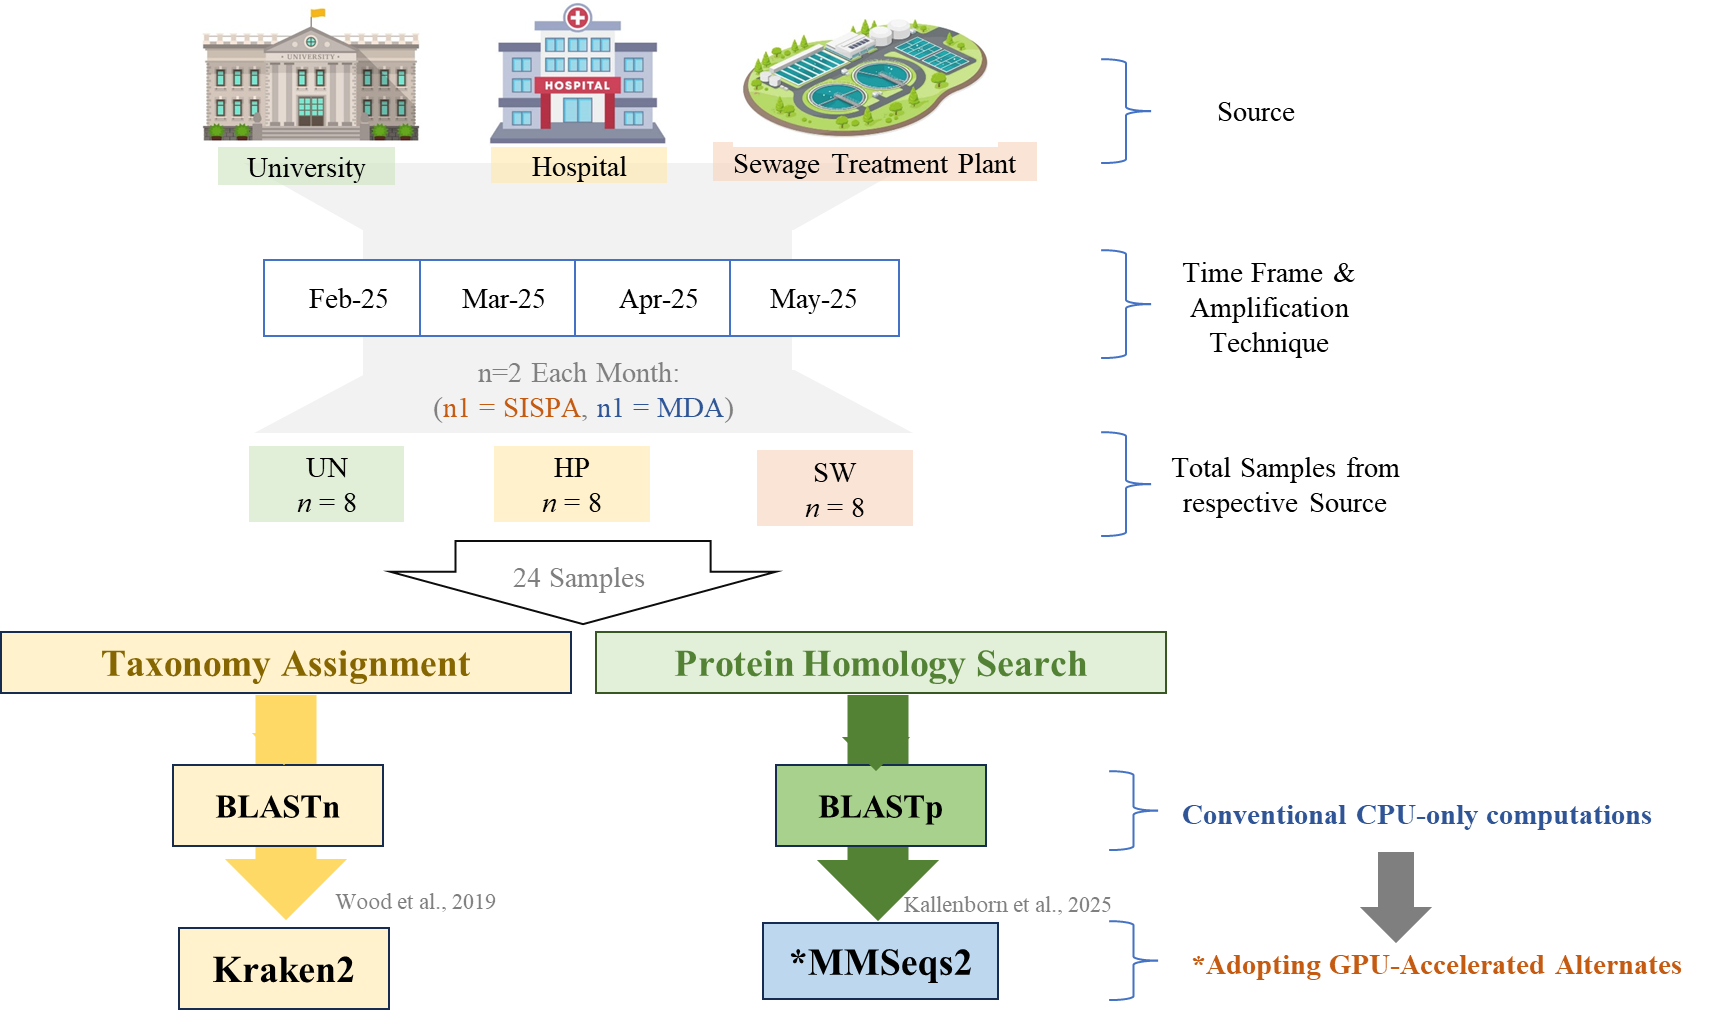 · UNIVERSITY ·
HOSPITAL
Source
University
Hospital
Sewage Treatment Plant
Feb-25
Mar-25
Apr-25
May-25
Time Frame &
Amplification
Technique
n=2 Each Month:
(n1 = SISPA, n1 = MDA)
UN
n = 8
HP
n = 8
SW
n = 8
Total Samples from
respective Source
24 Samples
Taxonomy Assignment
Protein Homology Search
BLASTn
BLASTp
Conventional CPU-only computations
Wood et al., 2019
Kallenborn et al., 2025
Kraken2
*MMSeqs2
*Adopting GPU-Accelerated Alternates